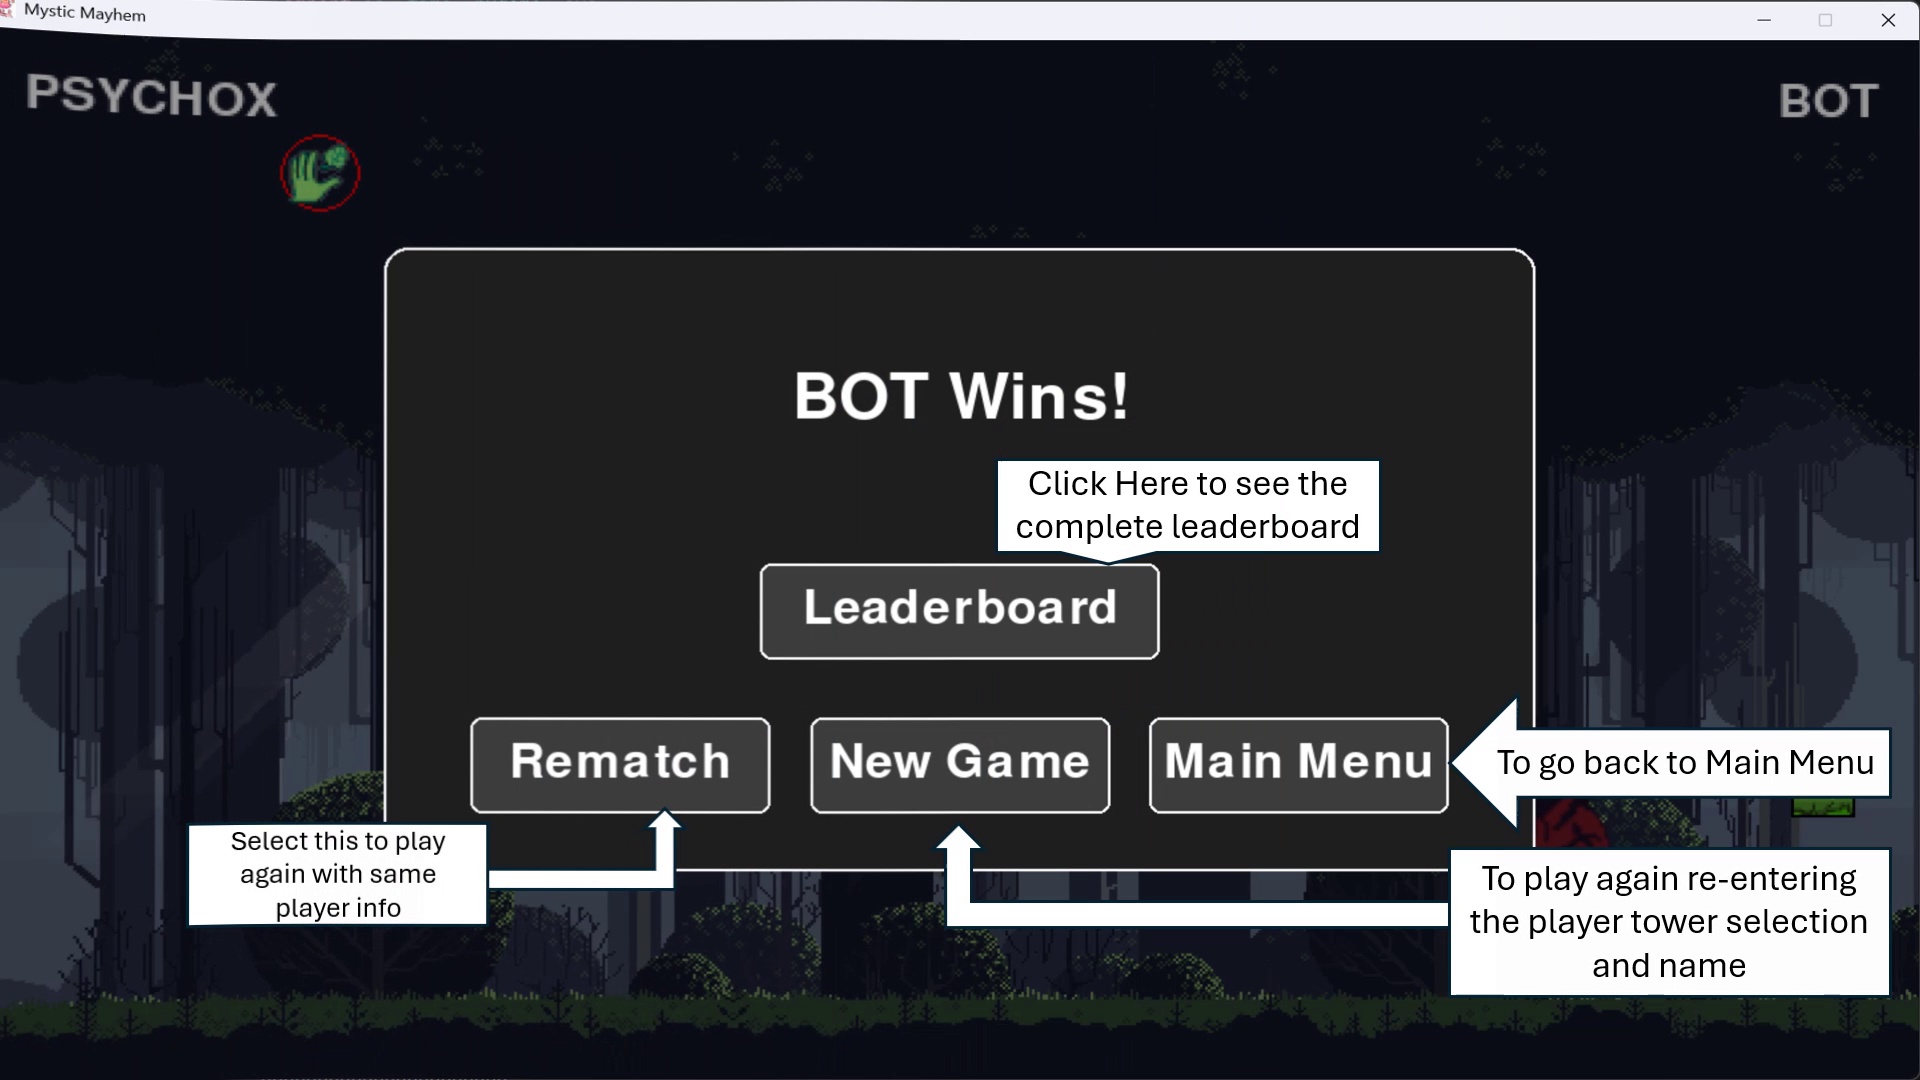 Mystic Mayhem
PSYCHOX
BOT
BOT Wins!
Click Here to see the
complete leaderboard
Leaderboard
Rematch
New Game
Main Menu
To go back to Main Menu
Select this to play
again with same
player info
To play again re-entering
the player tower selection
and name